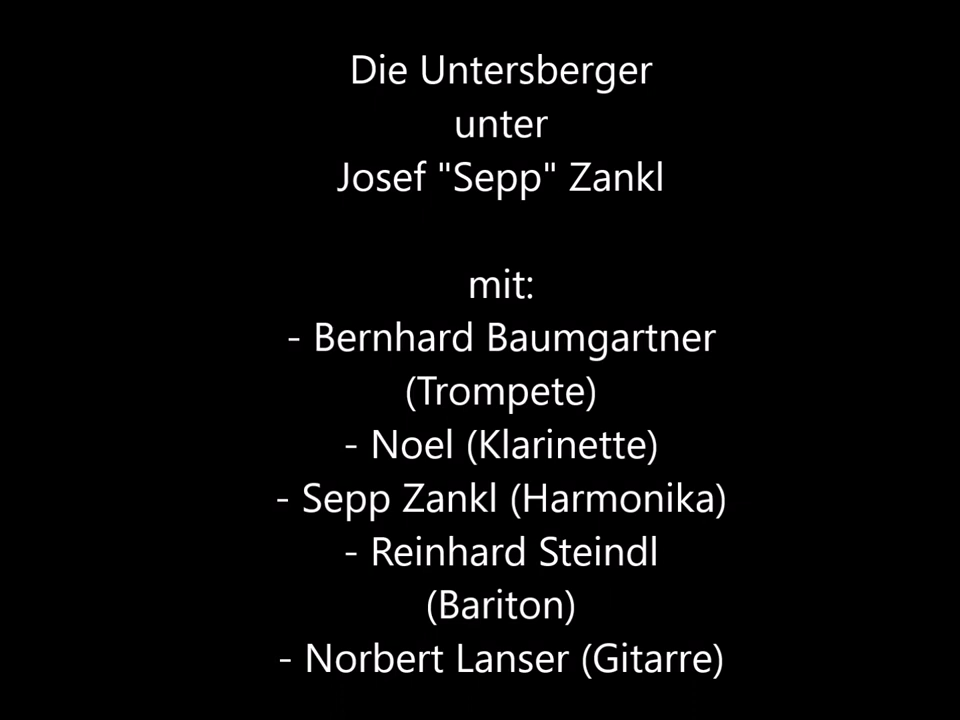 Die Untersberger
unter
Josef "Sepp" Zankl
mit:
- Bernhard Baumgartner
(Trompete)
- Noel (Klarinette)
- Sepp Zankl (Harmonika)
- Reinhard Steindl
(Bariton)
- Norbert Lanser (Gitarre)